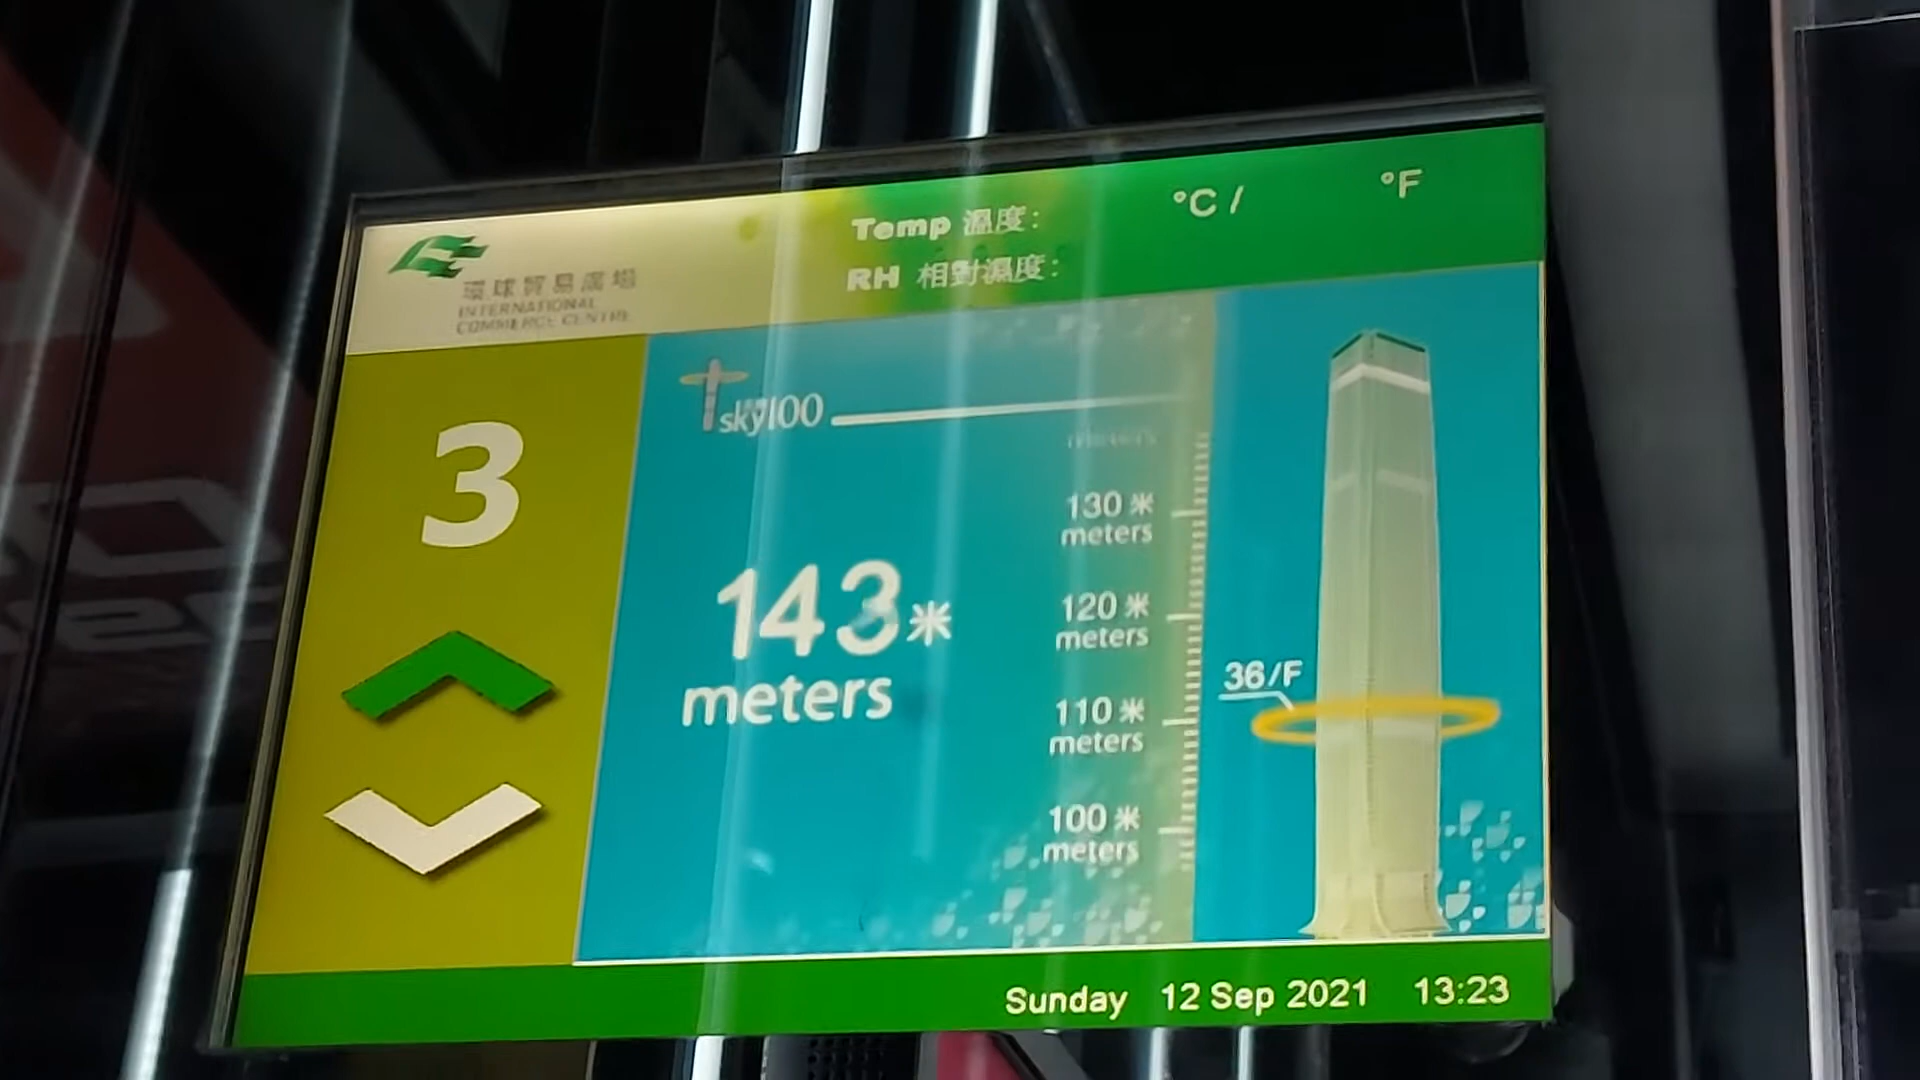 環球貿易廣場
INTERNATIONAL
COMMERCE CENTRE
Temp 溫度:
°C / °F
RH 相對濕度:
3
sky100
143米
meters
meters
130 米
meters
120 米
meters
110 米
meters
100 米
meters
36/F
Sunday 12 Sep 2021 13:23